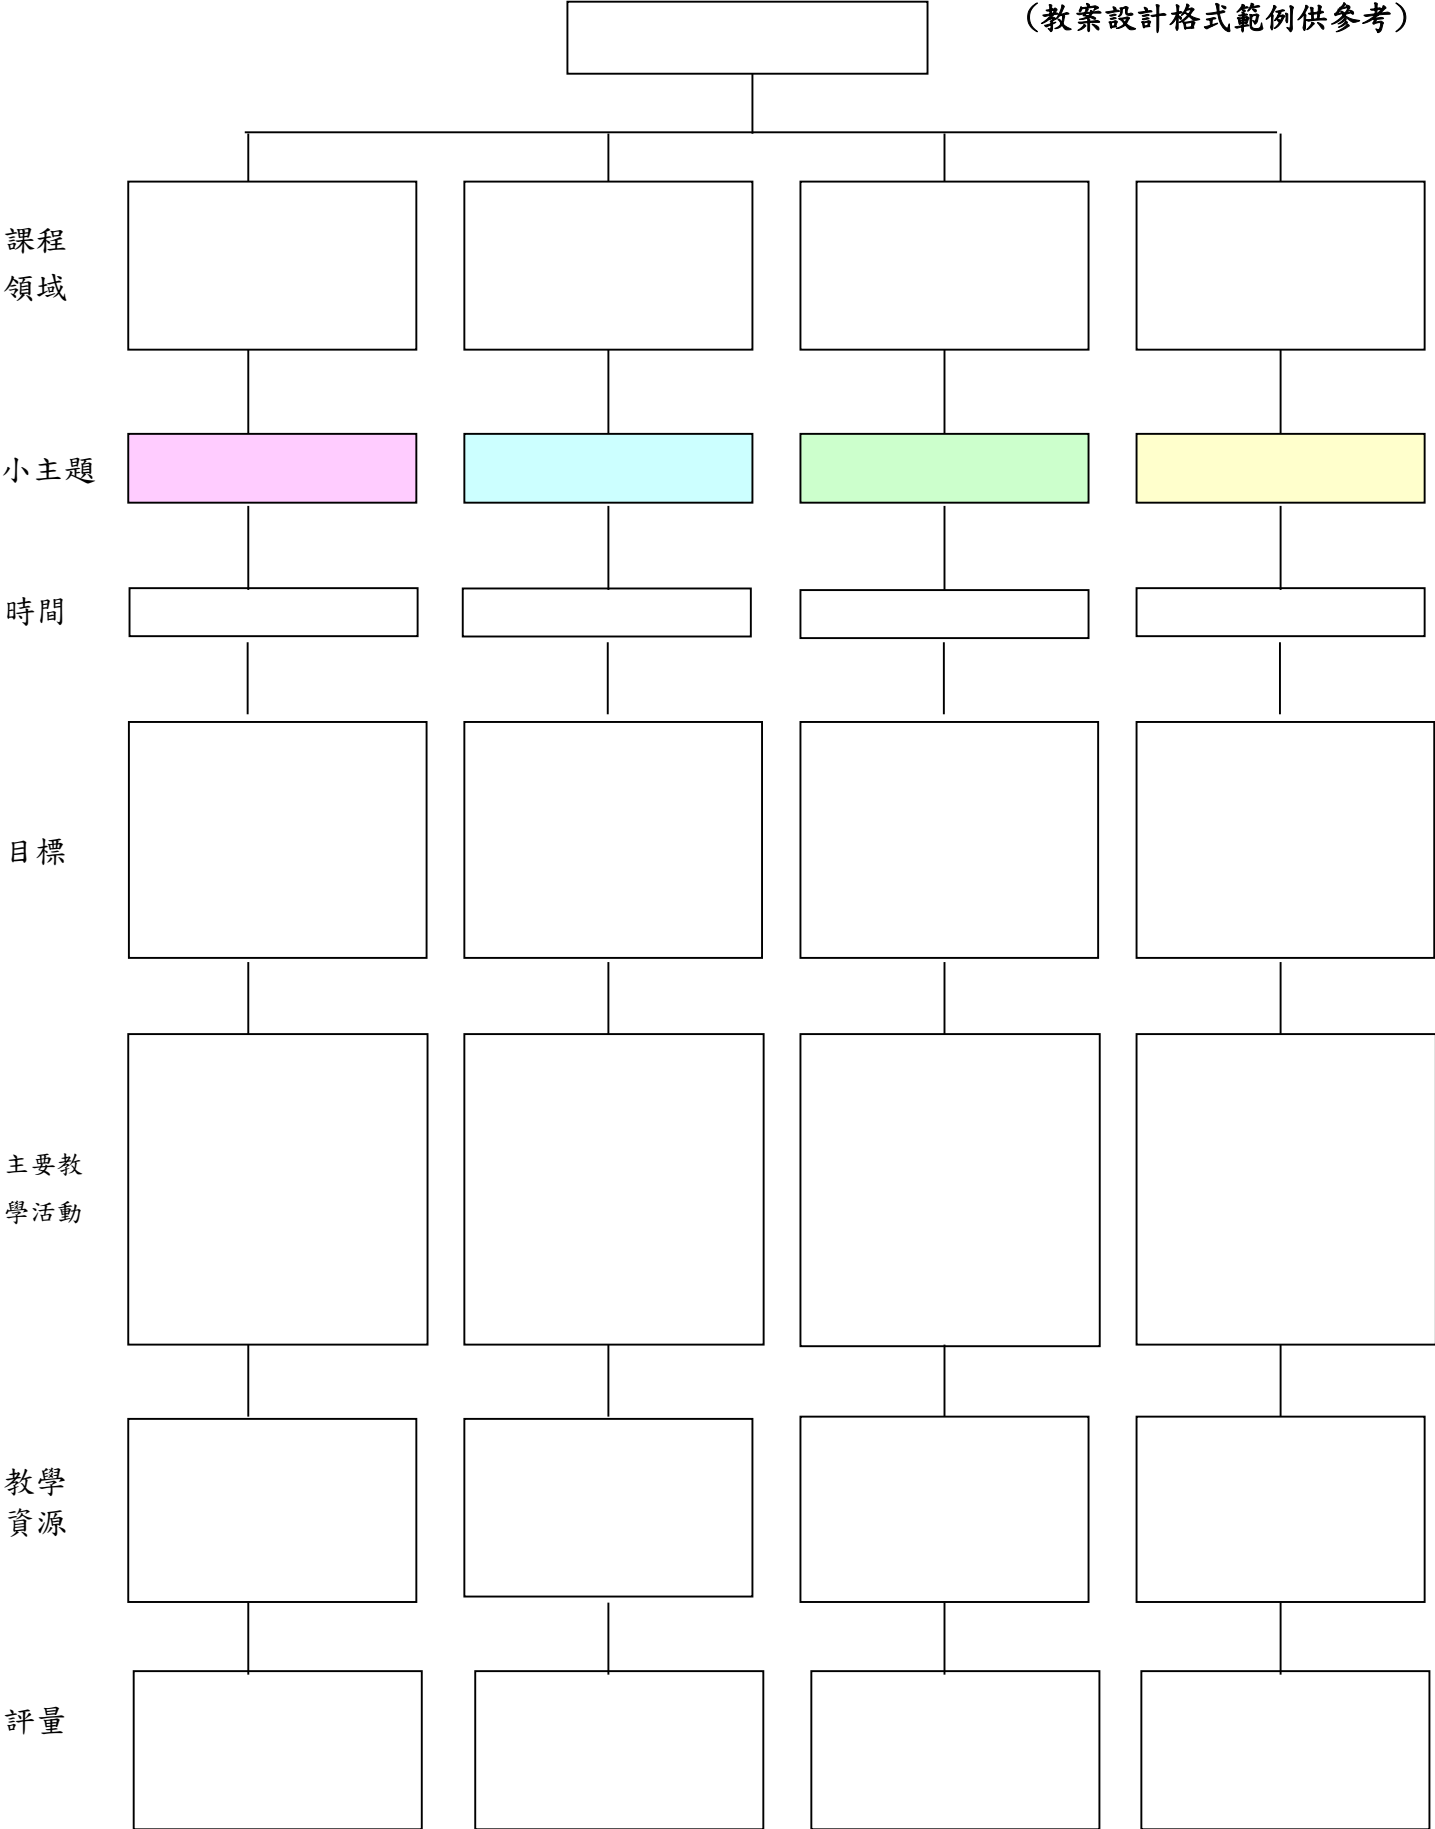 （教案設計格式範例供參考）
課程
領域
小主題
時間
目標
主要教
學活動
教學
資源
評量